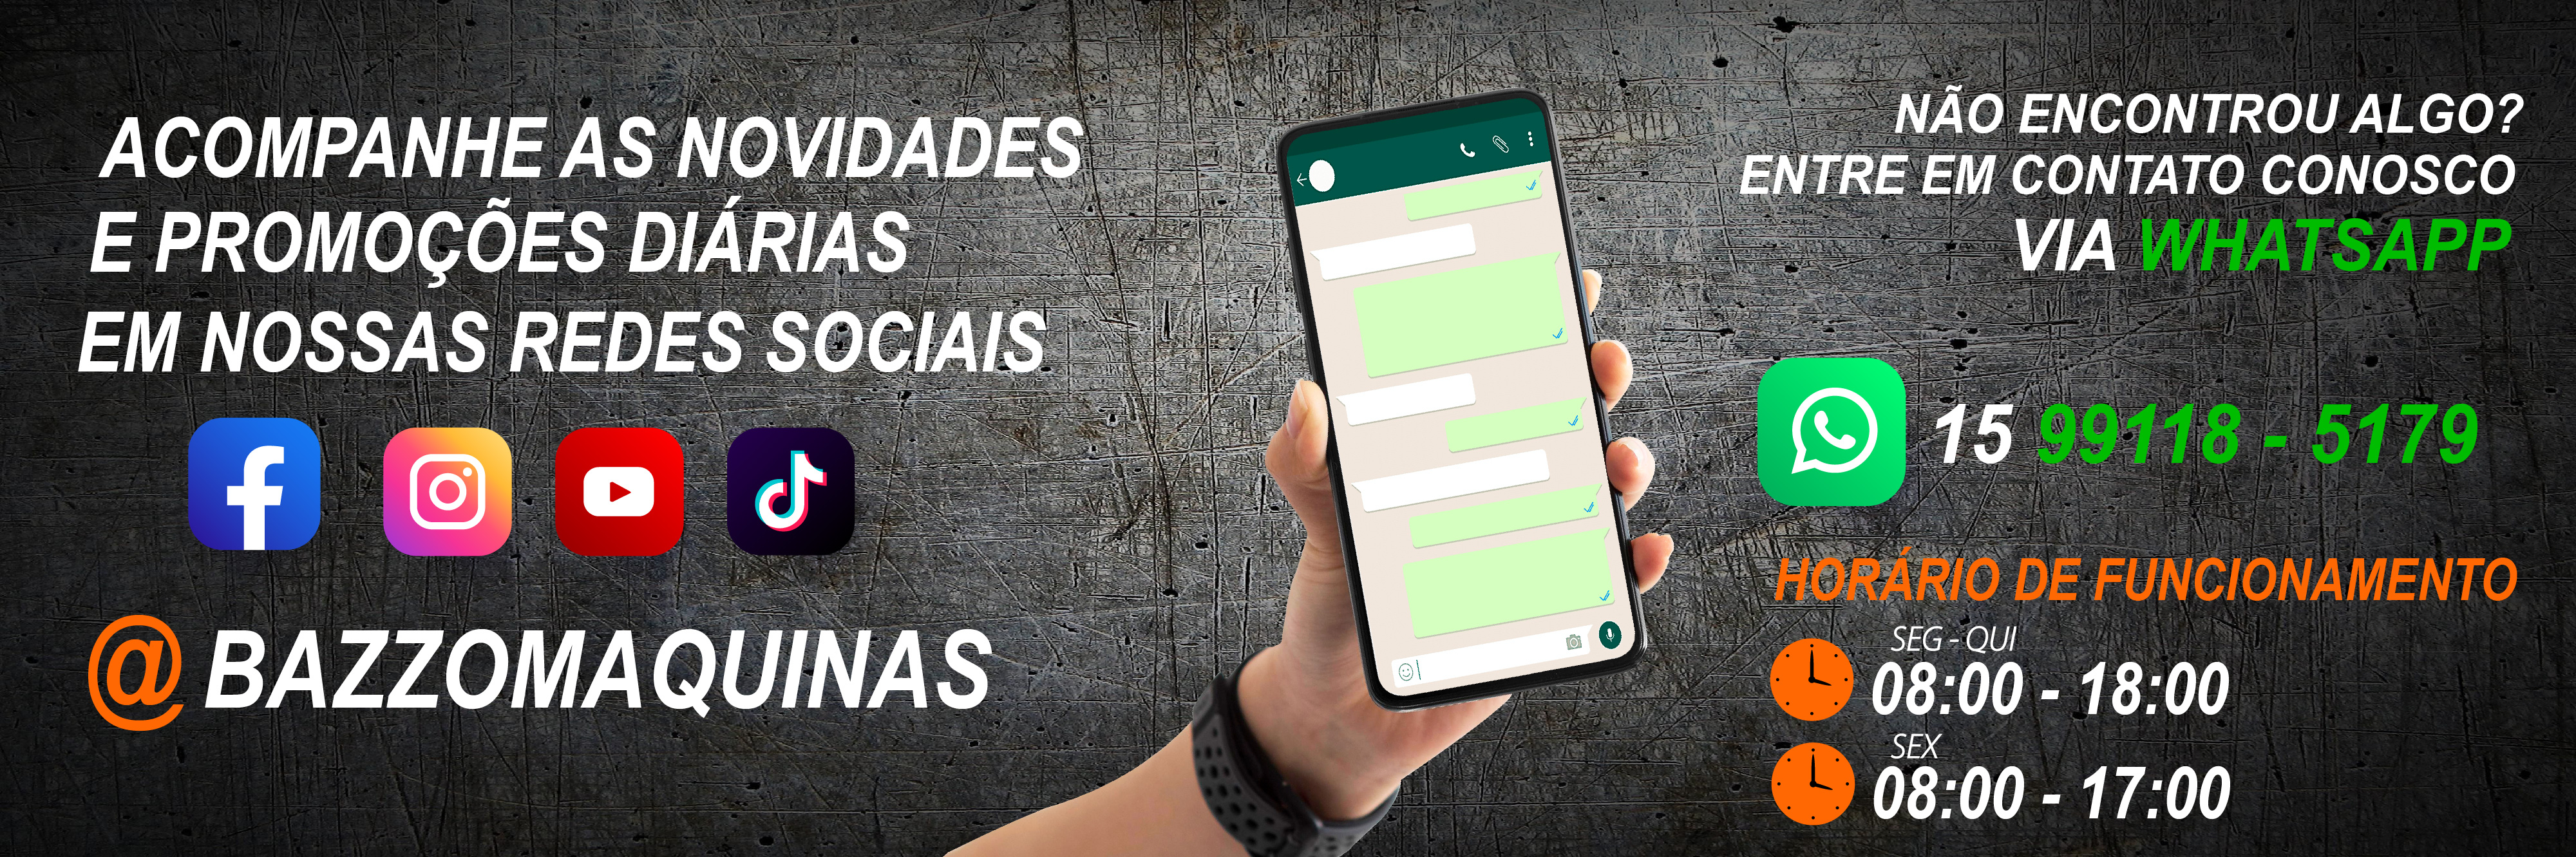 ACOMPANHE AS NOVIDADES
E PROMOÇÕES DIÁRIAS
EM NOSSAS REDES SOCIAIS
@BAZZOMAQUINAS
NÃO ENCONTROU ALGO?
ENTRE EM CONTATO CONOSCO
VIA WHATSAPP
15 99118 - 5179
HORÁRIO DE FUNCIONAMENTO
SEG - QUI
08:00 - 18:00
SEX
08:00 - 17:00